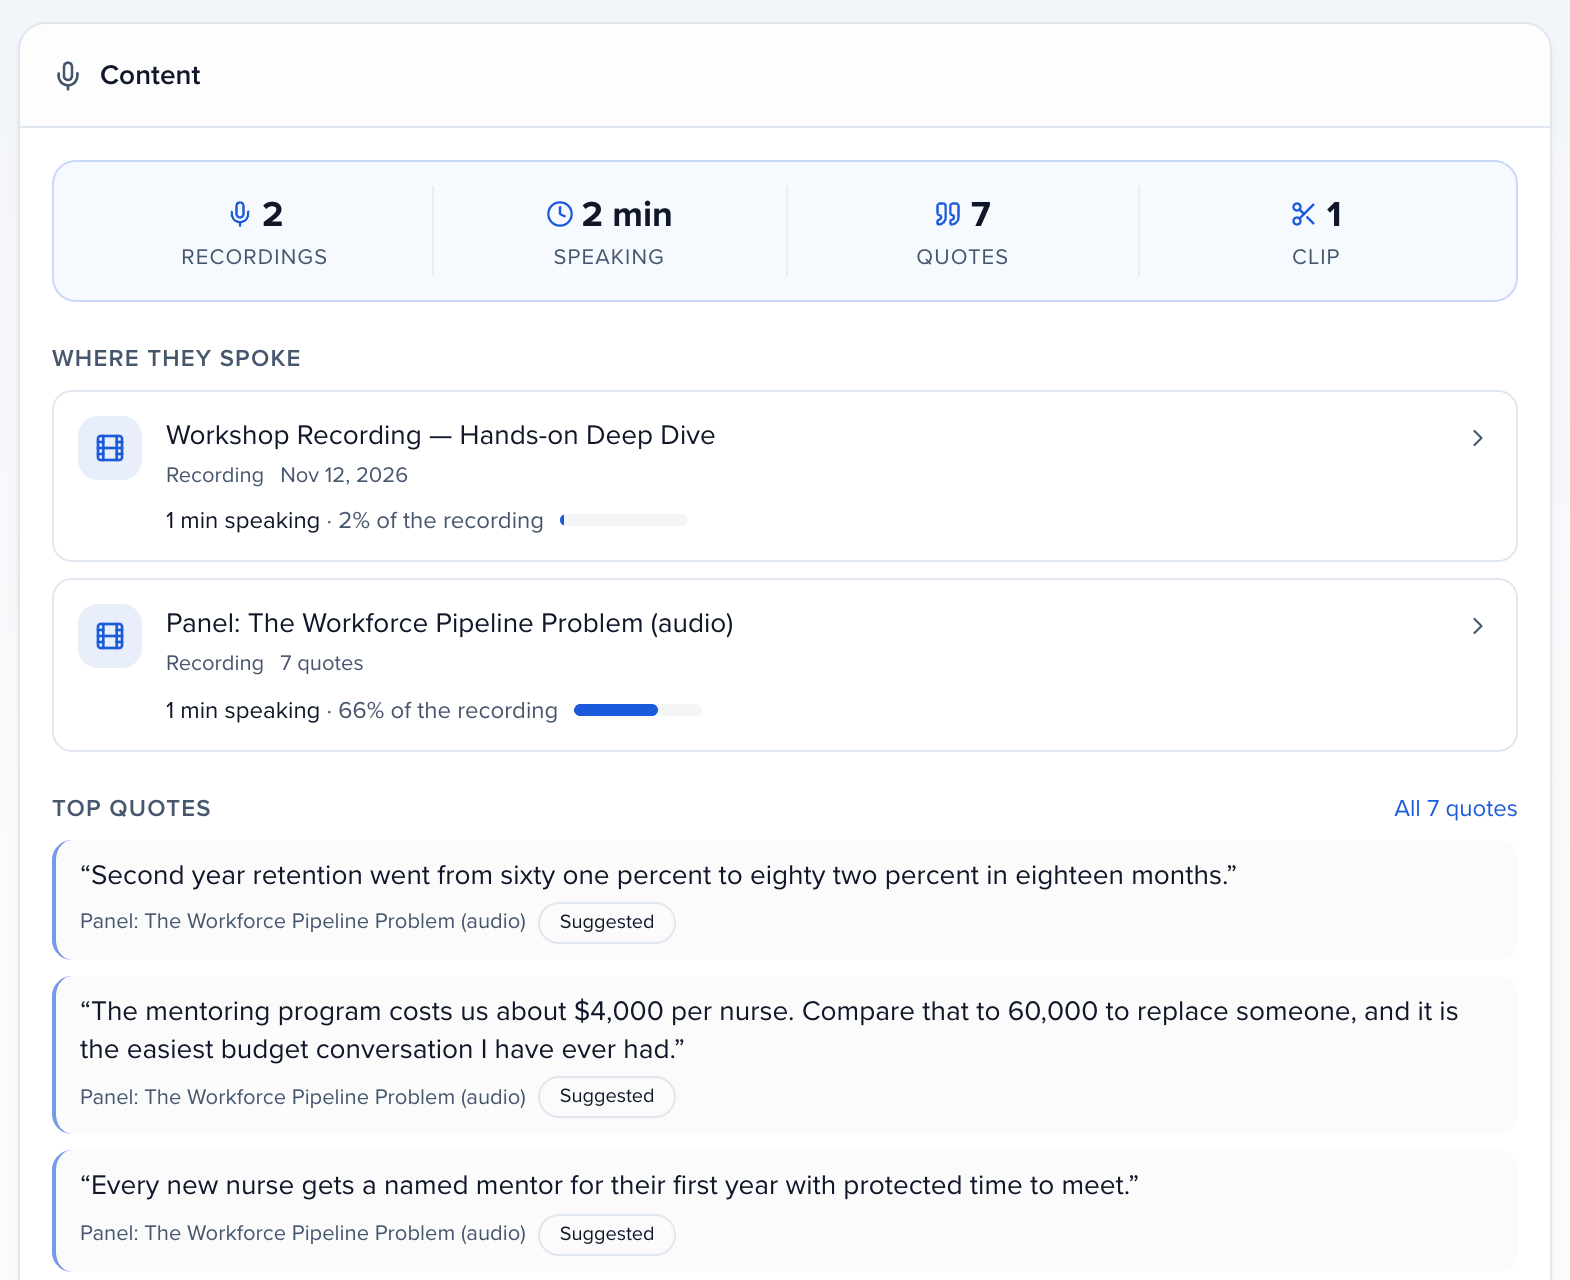 Content
2
RECORDINGS
2 min
SPEAKING
7
QUOTES
1
CLIP
WHERE THEY SPOKE
Workshop Recording — Hands-on Deep Dive
Recording Nov 12, 2026
1 min speaking · 2% of the recording
Panel: The Workforce Pipeline Problem (audio)
Recording 7 quotes
1 min speaking · 66% of the recording
TOP QUOTES
All 7 quotes
“Second year retention went from sixty one percent to eighty two percent in eighteen months.”
Panel: The Workforce Pipeline Problem (audio) Suggested
“The mentoring program costs us about $4,000 per nurse. Compare that to 60,000 to replace someone, and it is
the easiest budget conversation I have ever had.”
Panel: The Workforce Pipeline Problem (audio) Suggested
“Every new nurse gets a named mentor for their first year with protected time to meet.”
Panel: The Workforce Pipeline Problem (audio) Suggested